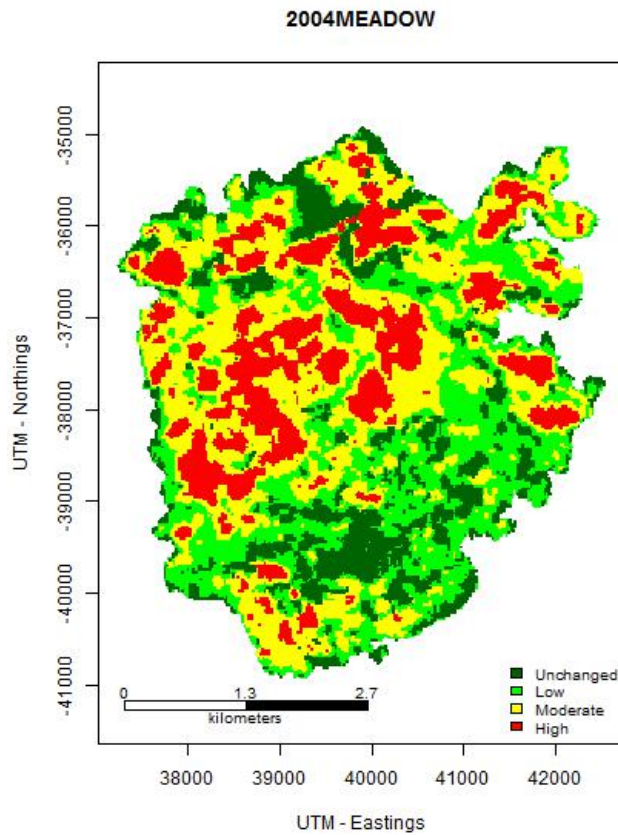 2004MEADOW
UTM - Northings
-35000
-36000
-37000
-38000
-39000
-40000
-41000
0 1.3 2.7
kilometers
Unchanged
Low
Moderate
High
38000 39000 40000 41000 42000
UTM - Eastings